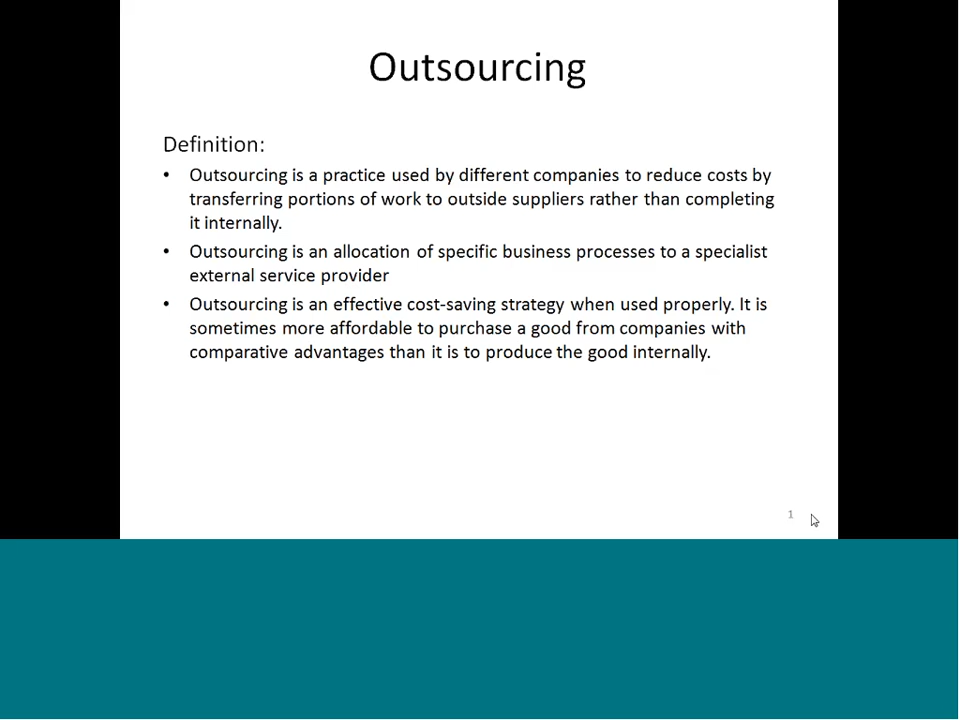 Outsourcing
Definition:
• Outsourcing is a practice used by different companies to reduce costs by
transferring portions of work to outside suppliers rather than completing
it internally.
• Outsourcing is an allocation of specific business processes to a specialist
external service provider
• Outsourcing is an effective cost-saving strategy when used properly. It is
sometimes more affordable to purchase a good from companies with
comparative advantages than it is to produce the good internally.
1